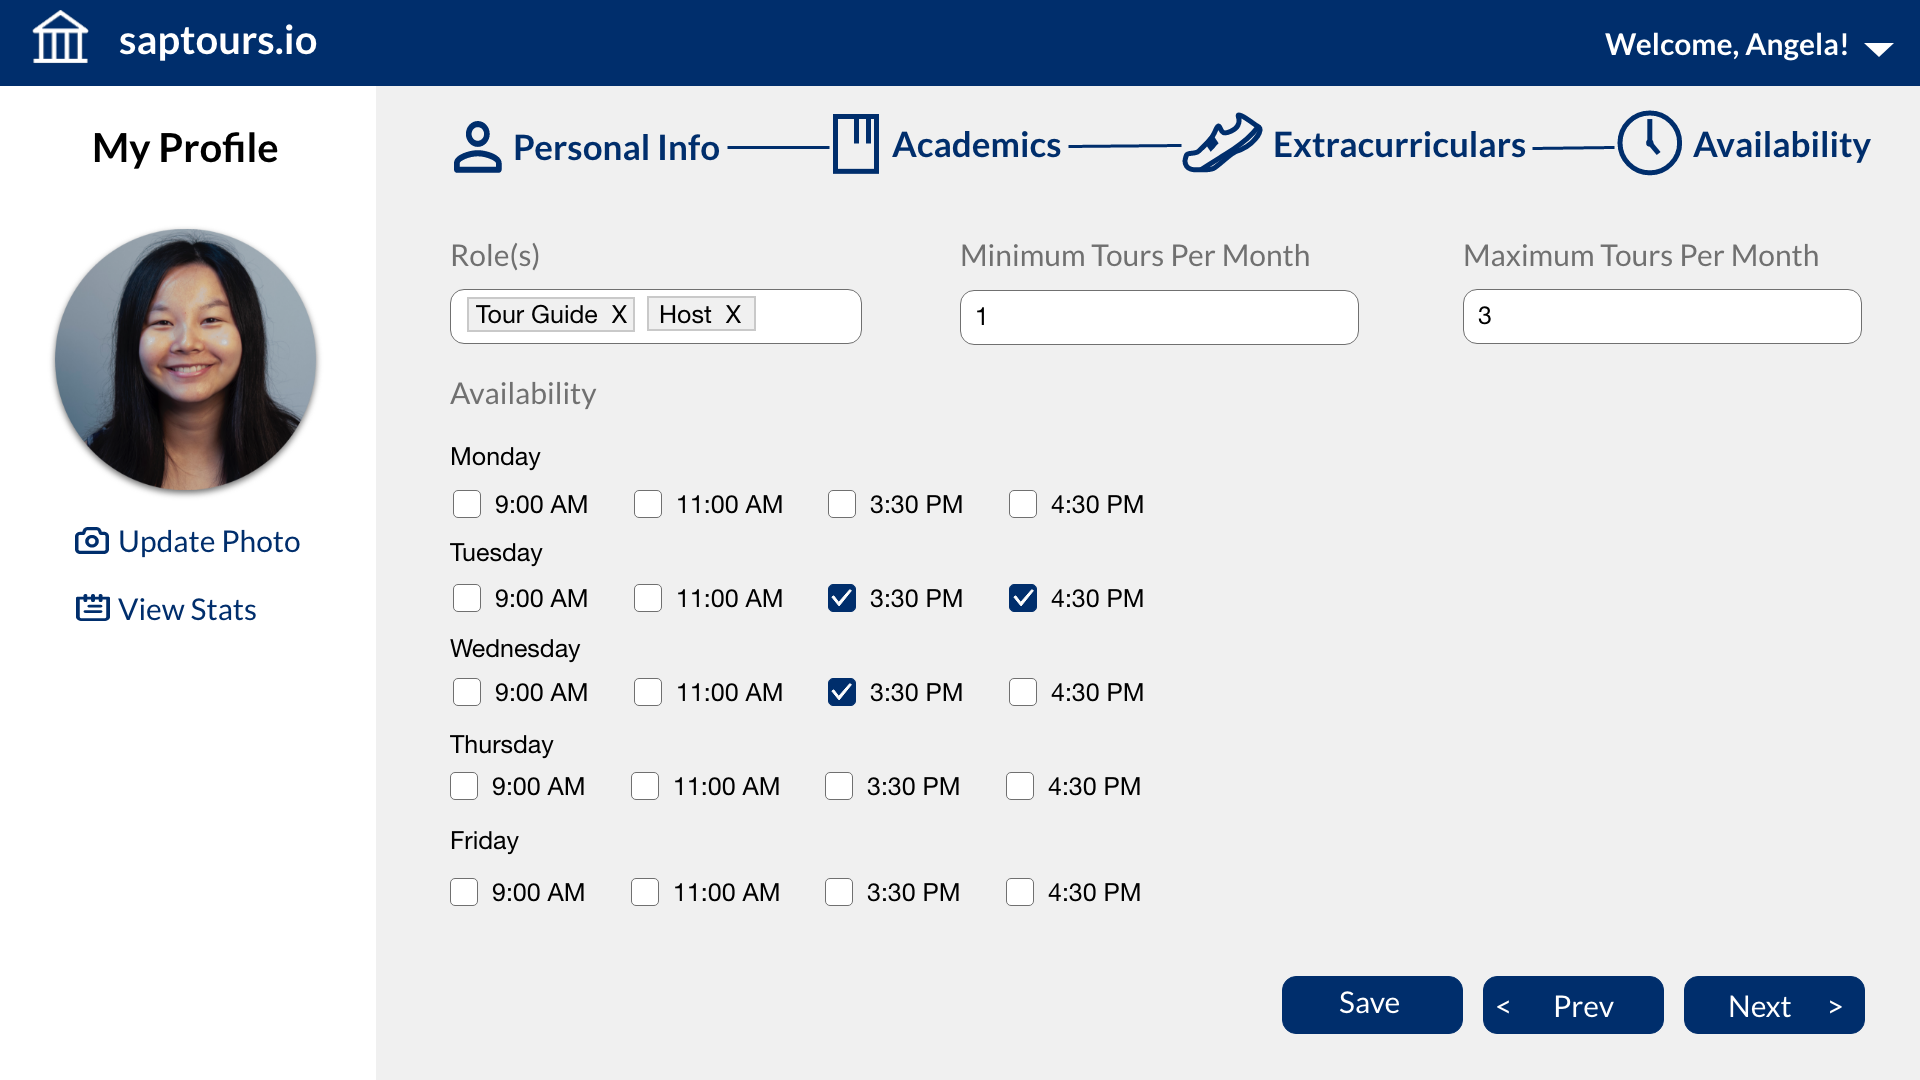 saptours.io
Welcome, Angela!
My Profile
Personal Info
Academics
Extracurriculars
Availability
Role(s)
Minimum Tours Per Month
Maximum Tours Per Month
Tour Guide X
Host X
1
3
Availability
Monday
9:00 AM
11:00 AM
3:30 PM
4:30 PM
Update Photo
Tuesday
9:00 AM
11:00 AM
3:30 PM
4:30 PM
View Stats
Wednesday
9:00 AM
11:00 AM
3:30 PM
4:30 PM
Thursday
9:00 AM
11:00 AM
3:30 PM
4:30 PM
Friday
9:00 AM
11:00 AM
3:30 PM
4:30 PM
Save
< Prev
Next >